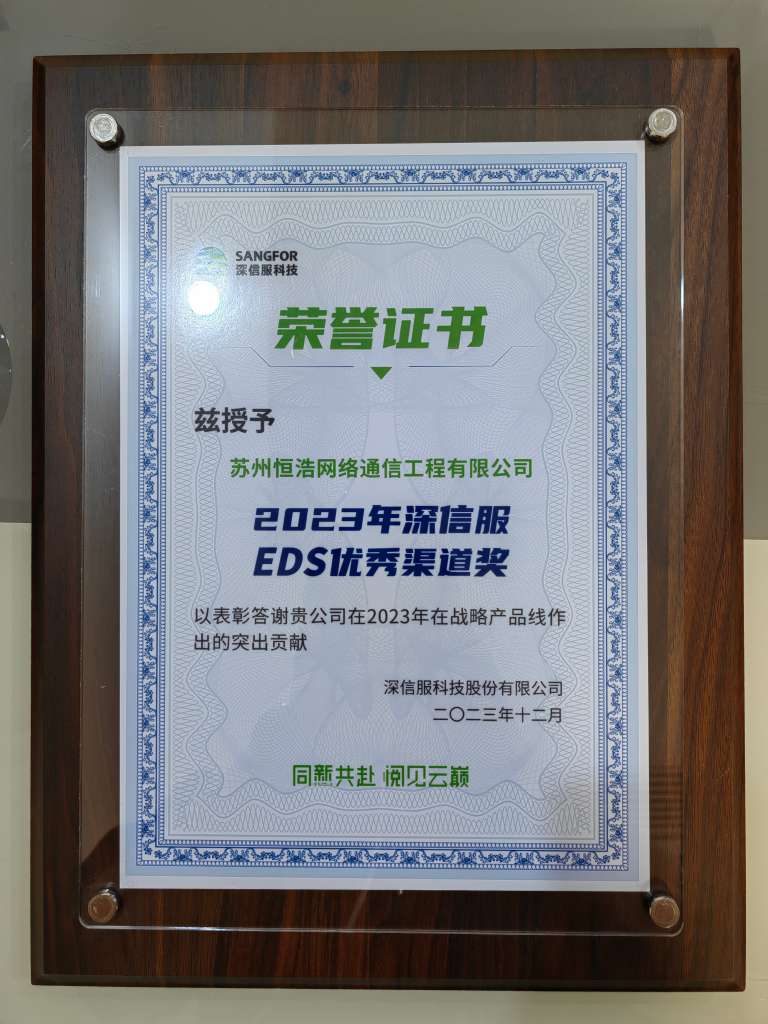 SANGFOR
深信服科技
荣誉证书
兹授予
苏州恒浩网络通信工程有限公司
2023年深信服
EDS优秀渠道奖
以表彰答谢贵公司在2023年在战略产品线作
出的突出贡献
深信服科技股份有限公司
二〇二三年十二月
同新共赴 阅见云巅